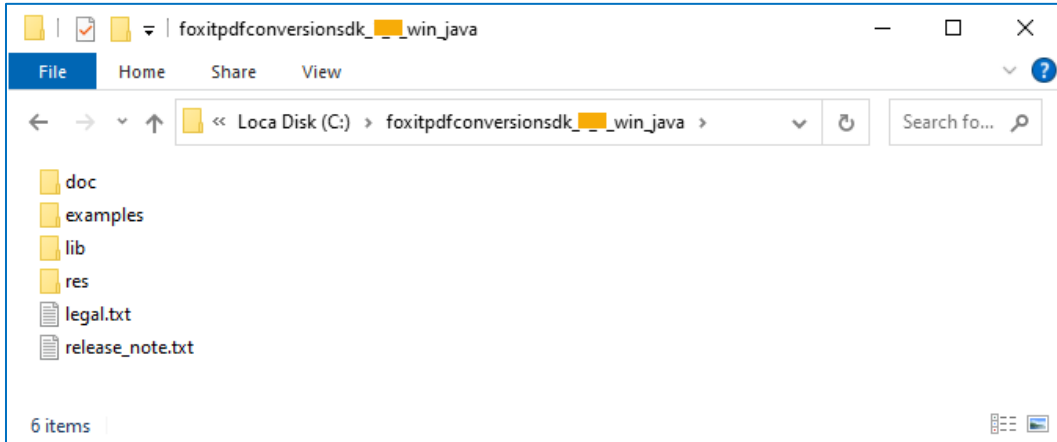 foxitpdfconversionsdk_ _ _win_java
File Home Share View
« Loca Disk (C:) › foxitpdfconversionsdk_ _ _win_java › Search fo...
doc
examples
lib
res
legal.txt
release_note.txt
6 items